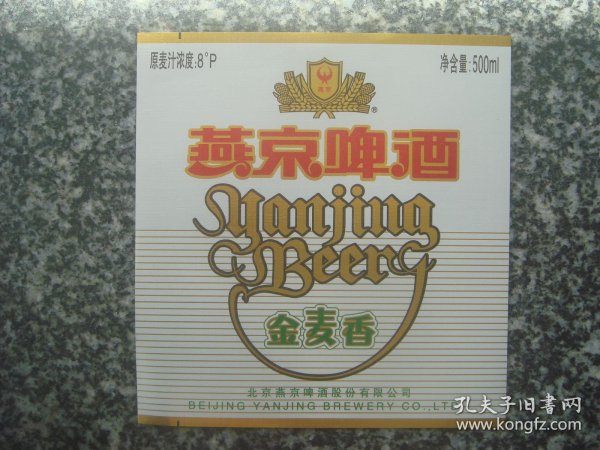 原麦汁浓度:8°P
净含量:500ml
燕京
®
燕京啤酒
Yanjing
Beer
金麦香
北京燕京啤酒股份有限公司
BEIJING YANJING BREWERY CO.,LTD
孔夫子旧书网
www.kongfz.com